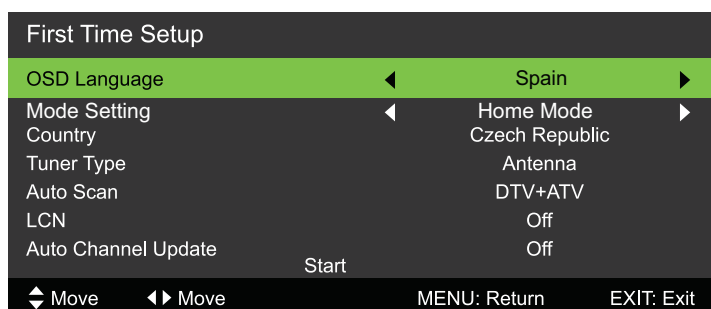 First Time Setup
OSD Language Spain
Mode Setting Home Mode
Country Czech Republic
Tuner Type Antenna
Auto Scan DTV+ATV
LCN Off
Auto Channel Update Off
Start
Move Move MENU: Return EXIT: Exit